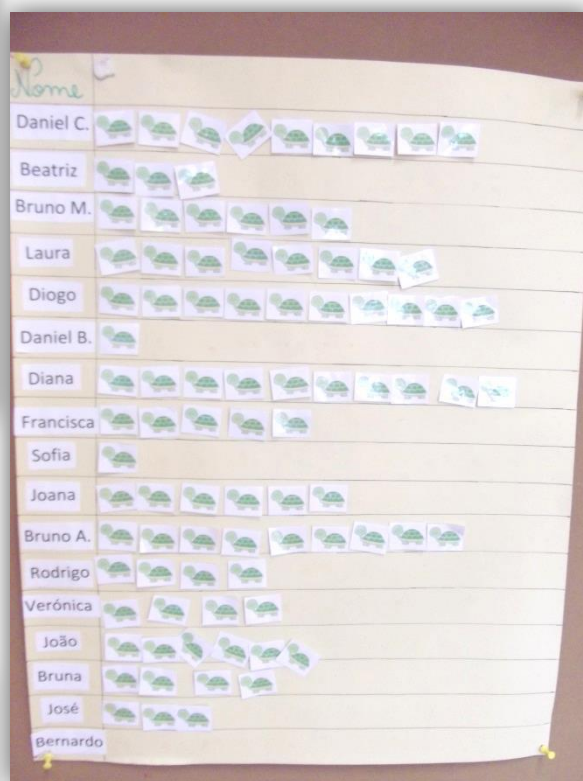 Nome
Daniel C.
Beatriz
Bruno M.
Laura
Diogo
Daniel B.
Diana
Francisca
Sofia
Joana
Bruno A.
Rodrigo
Verónica
João
Bruna
José
Bernardo